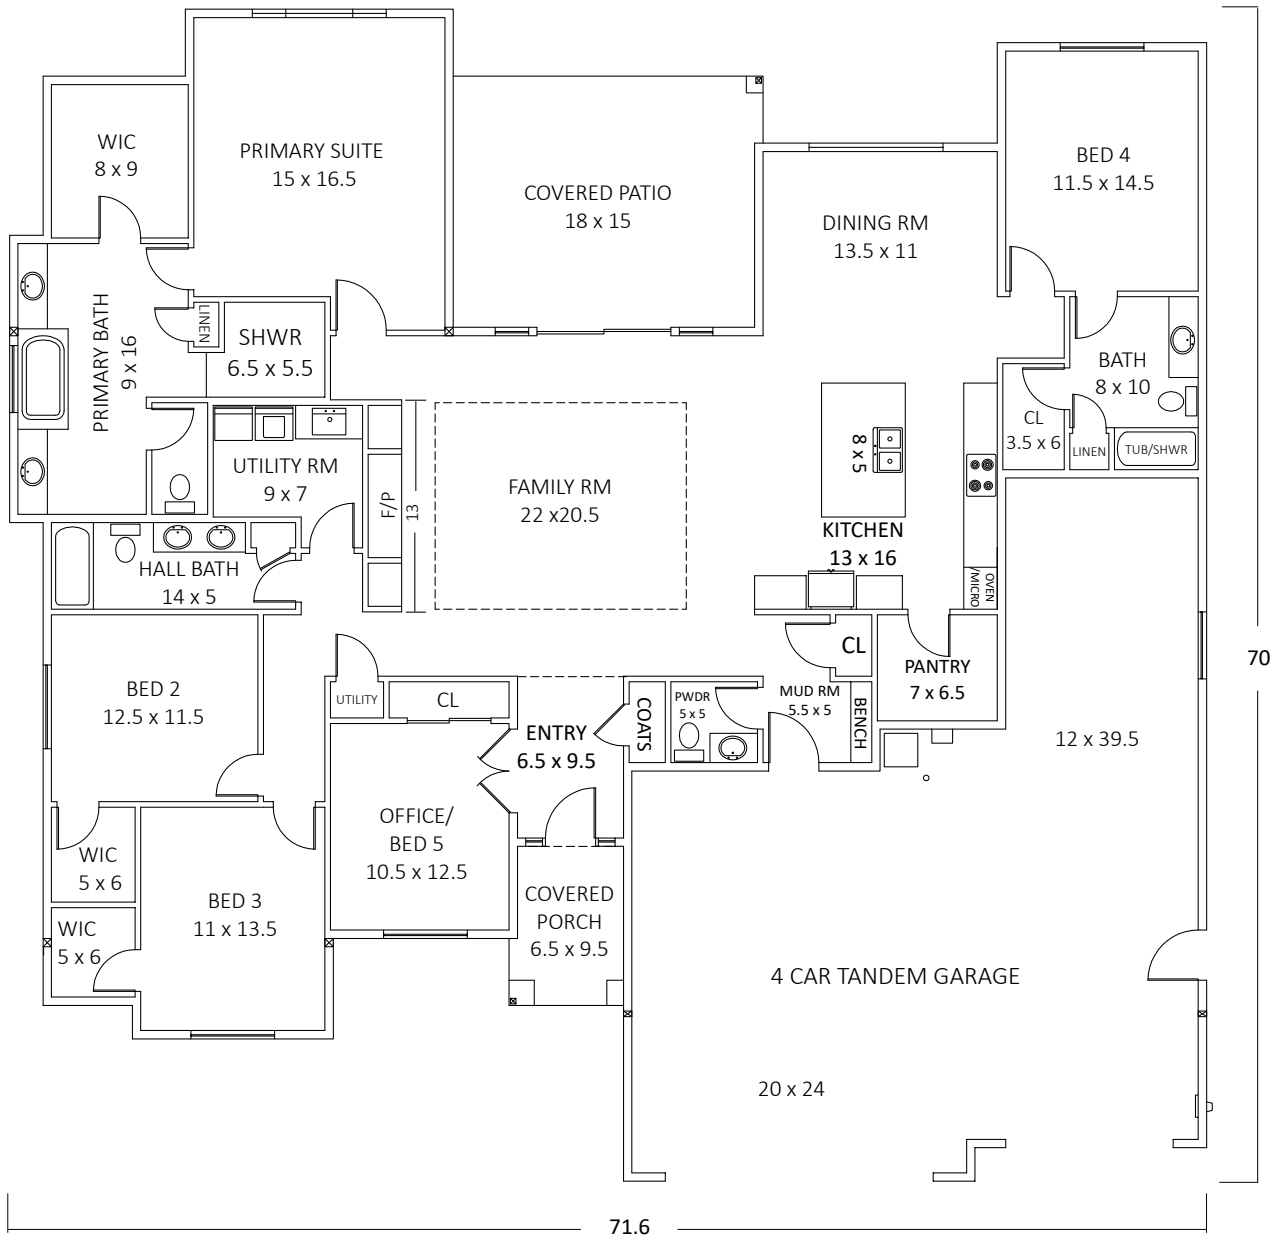 WIC
8 x 9
PRIMARY SUITE
15 x 16.5
COVERED PATIO
18 x 15
DINING RM
13.5 x 11
BED 4
11.5 x 14.5
PRIMARY BATH
9 x 16
LINEN
SHWR
6.5 x 5.5
BATH
8 x 10
CL
3.5 x 6
LINEN
TUB/SHWR
UTILITY RM
9 x 7
F/P
13
FAMILY RM
22 x20.5
8 x 5
KITCHEN
13 x 16
OVEN
/MICRO
HALL BATH
14 x 5
CL
PANTRY
7 x 6.5
BED 2
12.5 x 11.5
UTILITY
CL
ENTRY
6.5 x 9.5
COATS
PWDR
5 x 5
MUD RM
5.5 x 5
BENCH
12 x 39.5
70
OFFICE/
BED 5
10.5 x 12.5
WIC
5 x 6
BED 3
11 x 13.5
WIC
5 x 6
COVERED
PORCH
6.5 x 9.5
4 CAR TANDEM GARAGE
20 x 24
71.6